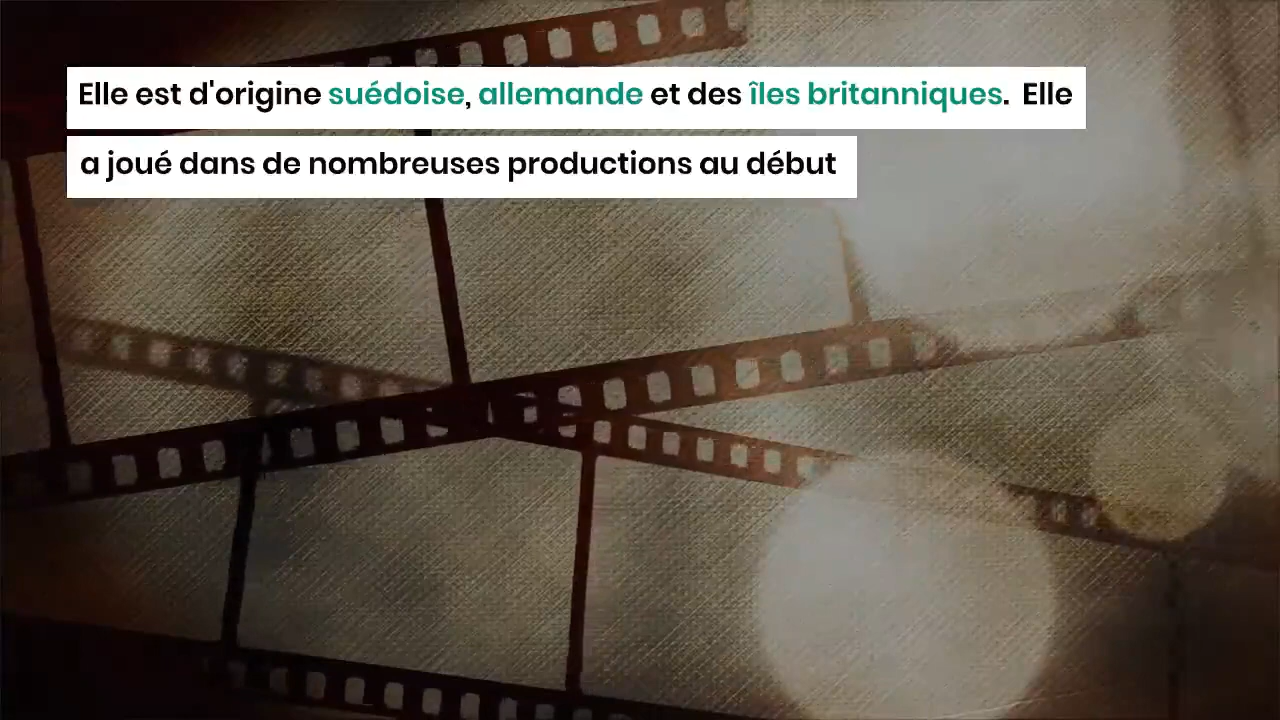 Elle est d'origine suédoise, allemande et des îles britanniques.  Elle
a joué dans de nombreuses productions au début